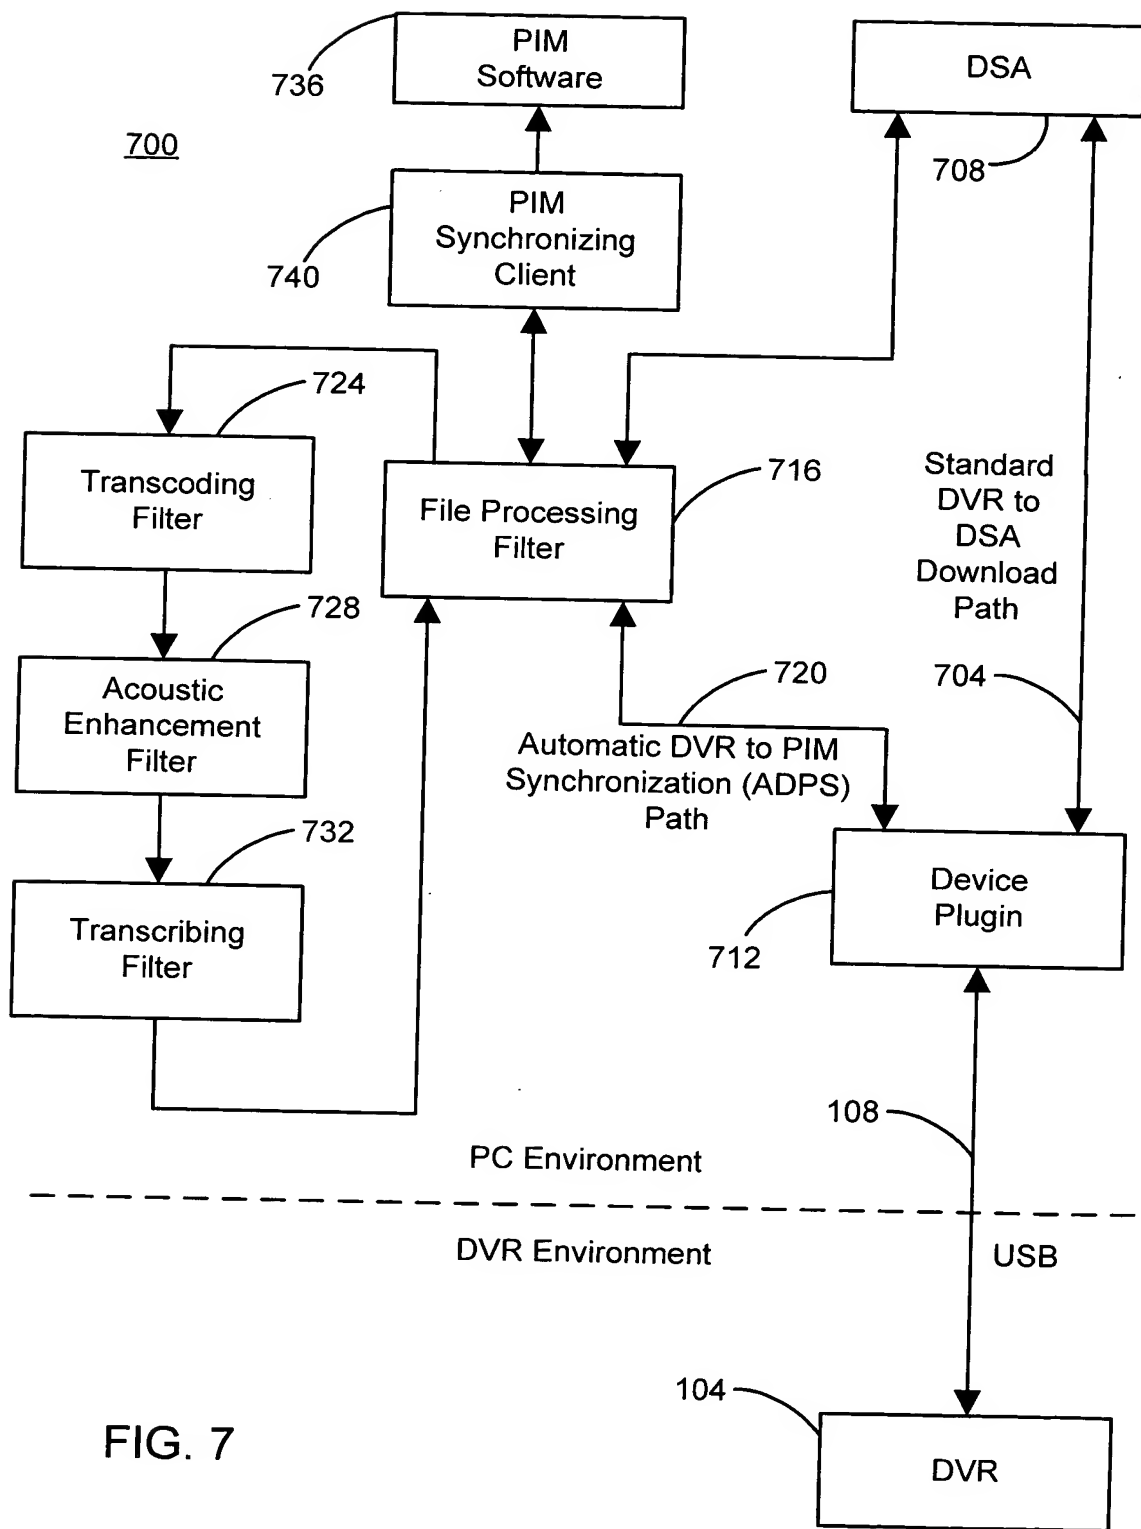 PIM
Software
736
DSA
708
700
PIM
Synchronizing
Client
740
724
Transcoding
Filter
File Processing
Filter
716
Standard
DVR to
DSA
Download
Path
728
Acoustic
Enhancement
Filter
720
704
Automatic DVR to PIM
Synchronization (ADPS)
Path
732
Transcribing
Filter
Device
Plugin
712
108
PC Environment
DVR Environment
USB
104
DVR
FIG. 7